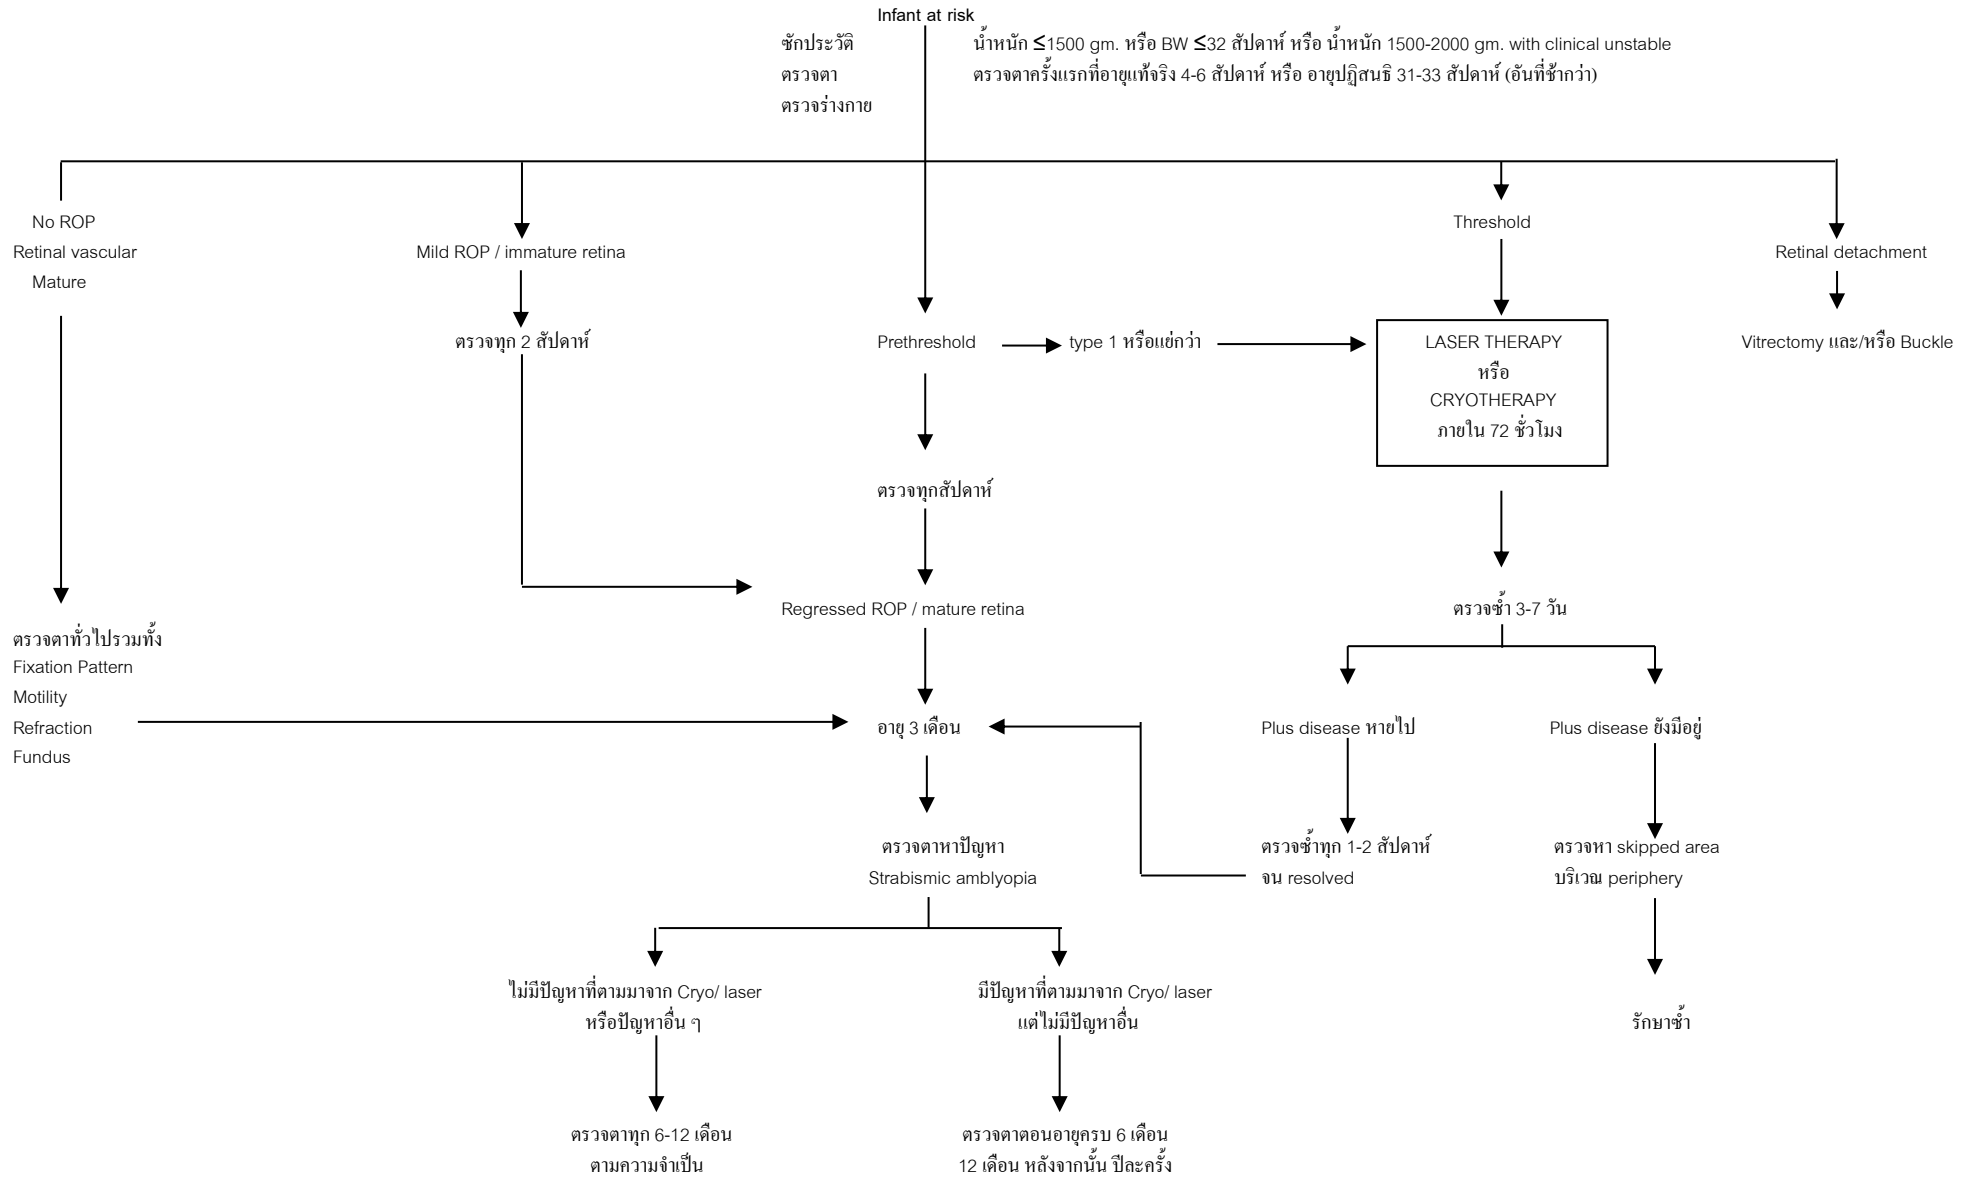 Infant at risk
ซักประวัติ
น้ำหนัก ≤1500 gm. หรือ BW ≤32 สัปดาห์ หรือ น้ำหนัก 1500-2000 gm. with clinical unstable
ตรวจตา
ตรวจตาครั้งแรกที่อายุแท้จริง 4-6 สัปดาห์ หรือ อายุปฏิสนธิ 31-33 สัปดาห์ (อันที่ช้ากว่า)
ตรวจร่างกาย
No ROP
Retinal vascular
Mature
Mild ROP / immature retina
Threshold
Retinal detachment
ตรวจทุก 2 สัปดาห์
Prethreshold
type 1 หรือแย่กว่า
LASER THERAPY
หรือ
CRYOTHERAPY
ภายใน 72 ชั่วโมง
Vitrectomy และ/หรือ Buckle
ตรวจทุกสัปดาห์
Regressed ROP / mature retina
ตรวจซ้ำ 3-7 วัน
ตรวจตาทั่วไปรวมทั้ง
Fixation Pattern
Motility
Refraction
Fundus
อายุ 3 เดือน
Plus disease หายไป
Plus disease ยังมีอยู่
ตรวจตาหาปัญหา
Strabismic amblyopia
ตรวจซ้ำทุก 1-2 สัปดาห์
จน resolved
ตรวจหา skipped area
บริเวณ periphery
ไม่มีปัญหาที่ตามมาจาก Cryo/ laser
หรือปัญหาอื่น ๆ
มีปัญหาที่ตามมาจาก Cryo/ laser
แต่ไม่มีปัญหาอื่น
รักษาซ้ำ
ตรวจตาทุก 6-12 เดือน
ตามความจำเป็น
ตรวจตาตอนอายุครบ 6 เดือน
12 เดือน หลังจากนั้น ปีละครั้ง